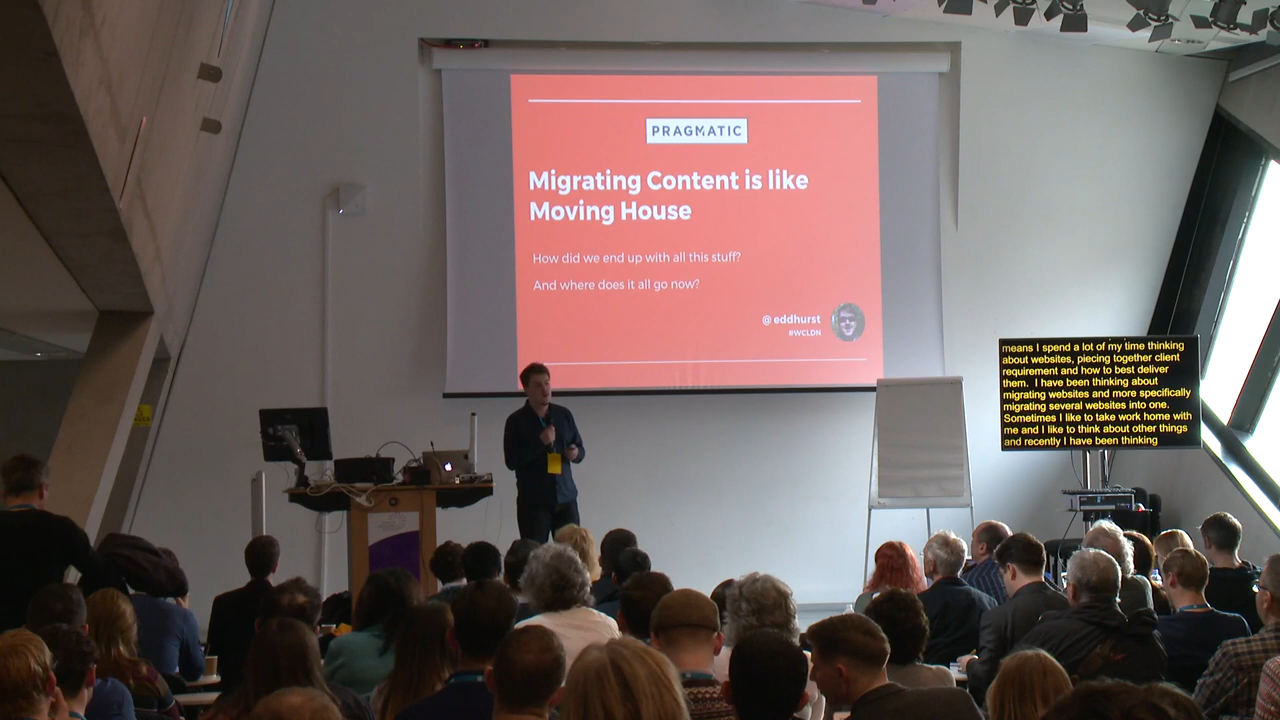 PRAGMATIC
Migrating Content is like
Moving House
How did we end up with all this stuff?
And where does it all go now?
@ eddhurst
#WCLDN
means I spend a lot of my time thinking
about websites, piecing together client
requirement and how to best deliver
them. I have been thinking about
migrating websites and more specifically
migrating several websites into one.
Sometimes I like to take work home with
me and I like to think about other things
and recently I have been thinking